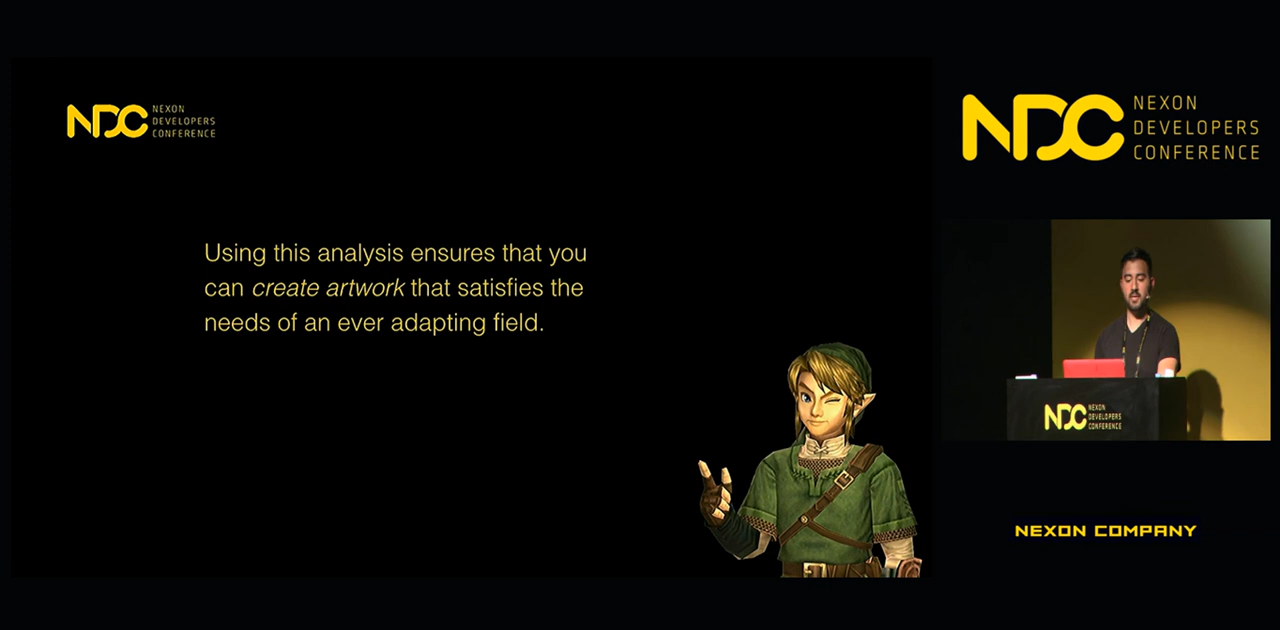 NDC NEXON
DEVELOPERS
CONFERENCE
Using this analysis ensures that you
can create artwork that satisfies the
needs of an ever adapting field.
NDC NEXON
DEVELOPERS
CONFERENCE
NDC NEXON
DEVELOPERS
CONFERENCE
NEXON COMPANY